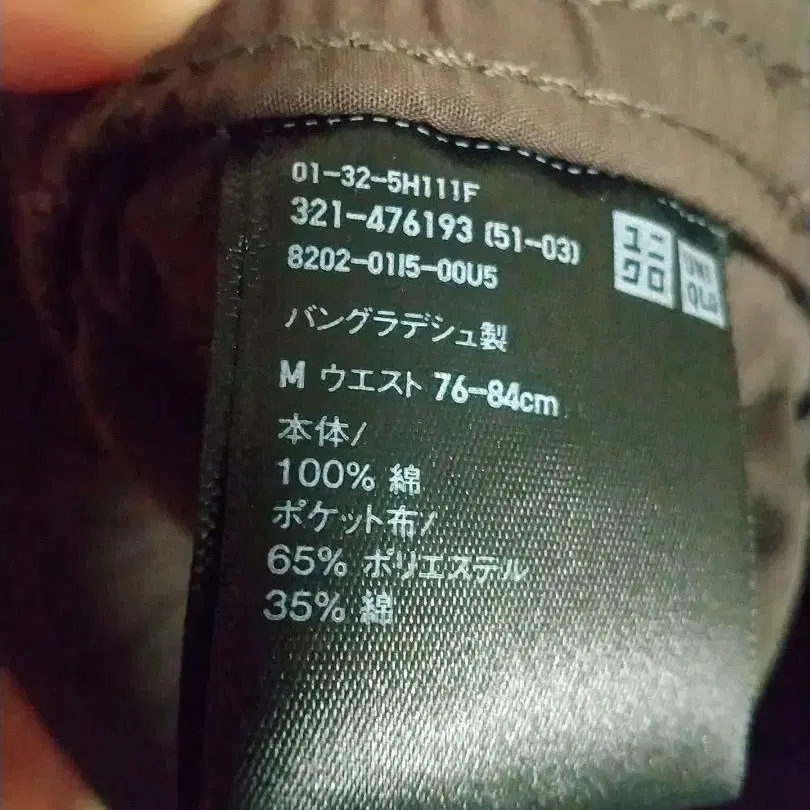 01-32-5H111F
321-476193 (51-03)
8202-0115-00U5
ユニクロ
UNIQLO
バングラデシュ製
M ウエスト 76-84cm
本体/
100% 綿
ポケット布/
65% ポリエステル
35% 綿